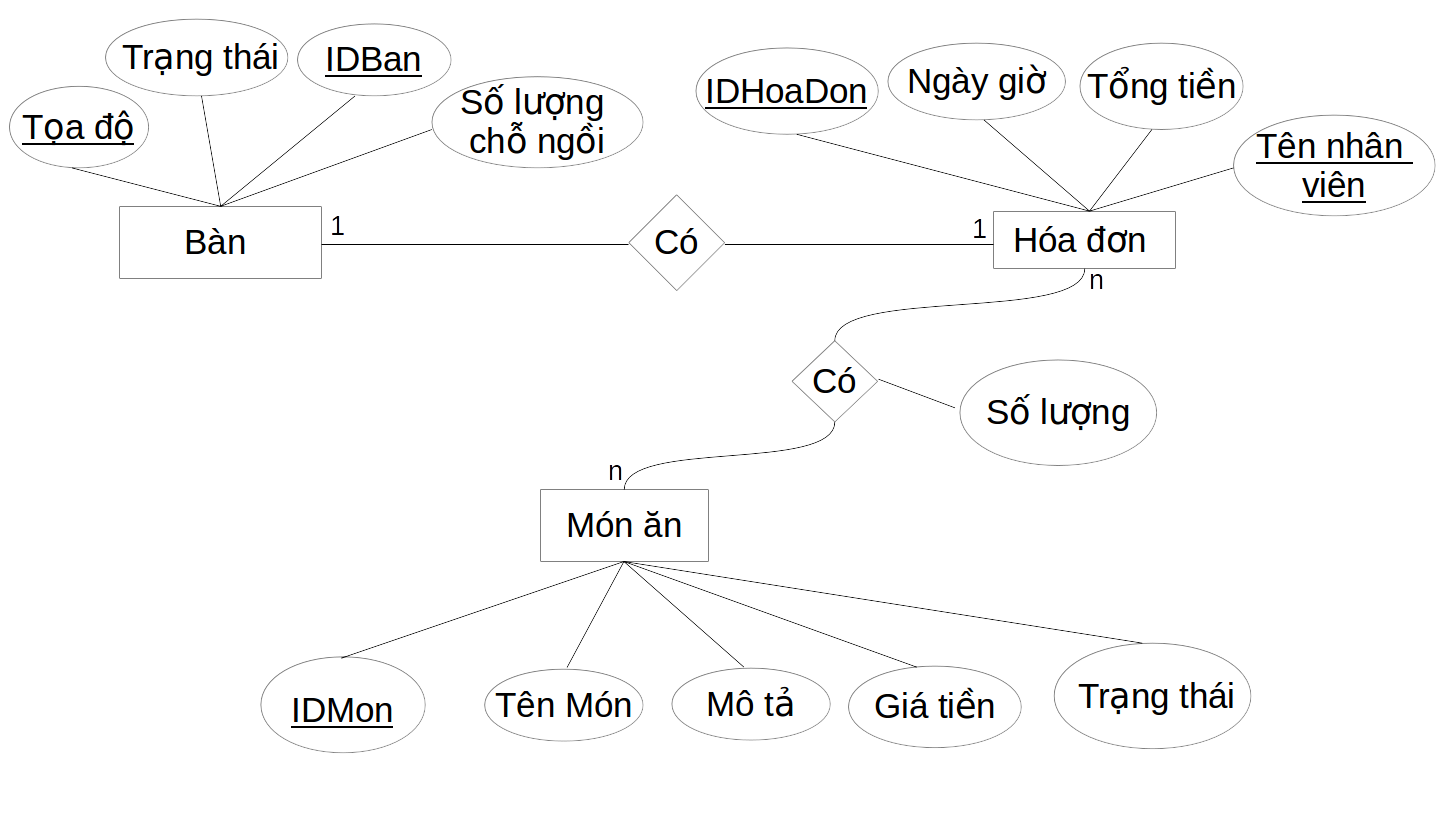 Trạng thái
IDBan
Số lượng
chỗ ngồi
Tọa độ
IDHoaDon
Ngày giờ
Tổng tiền
Tên nhân
viên
Bàn
1
Có
1
Hóa đơn
n
Có
Số lượng
n
Món ăn
IDMon
Tên Món
Mô tả
Giá tiền
Trạng thái